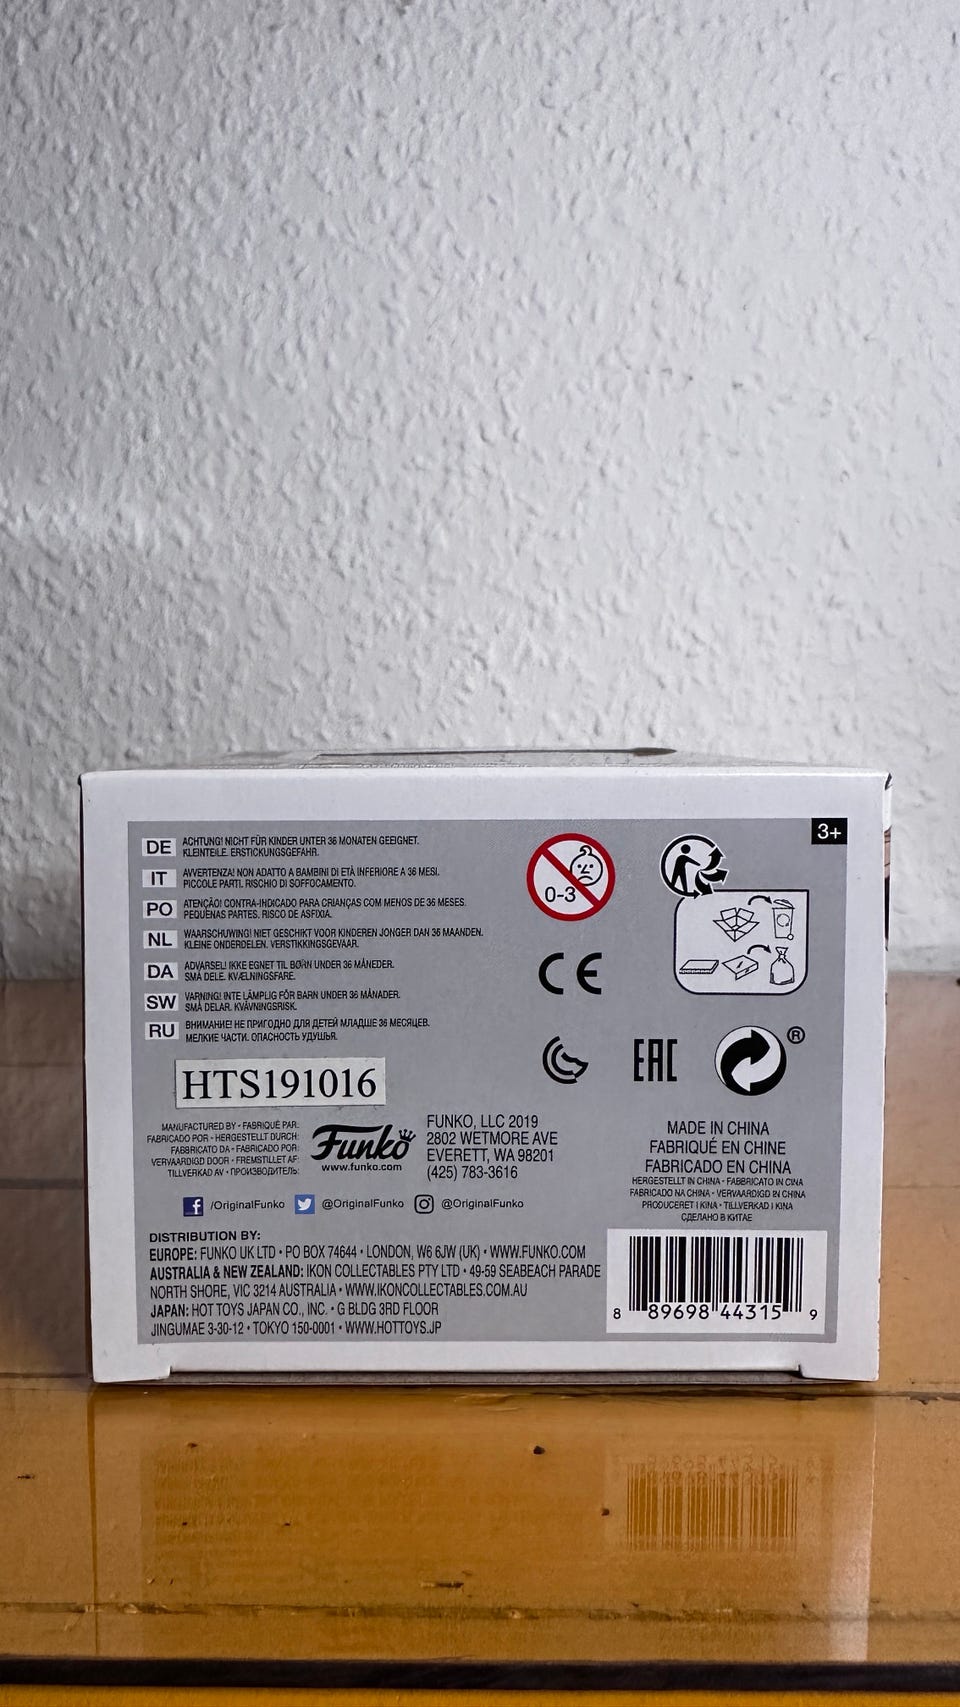 3+
DE ACHTUNG! NICHT FÜR KINDER UNTER 36 MONATEN GEEIGNET.
KLEINTEILE. ERSTICKUNGSGEFAHR.
IT AVVERTENZA! NON ADATTO A BAMBINI DI ETÀ INFERIORE A 36 MESI.
PICCOLE PARTI. RISCHIO DI SOFFOCAMENTO.
PO ATENÇÃO! CONTRA-INDICADO PARA CRIANÇAS COM MENOS DE 36 MESES.
PEQUENAS PARTES. RISCO DE ASFIXIA.
NL WAARSCHUWING! NIET GESCHIKT VOOR KINDEREN JONGER DAN 36 MAANDEN.
KLEINE ONDERDELEN. VERSTIKKINGSGEVAAR.
DA ADVARSEL! IKKE EGNET TIL BØRN UNDER 36 MÅNEDER.
SMÅ DELE. KVÆLNINGSFARE.
SW VARNING! INTE LÄMPLIG FÖR BARN UNDER 36 MÅNADER.
SMÅ DELAR. KVÄVNINGSRISK.
RU ВНИМАНИЕ! НЕ ПРИГОДНО ДЛЯ ДЕТЕЙ МЛАДШЕ 36 МЕСЯЦЕВ.
МЕЛКИЕ ЧАСТИ. ОПАСНОСТЬ УДУШЬЯ.
0-3
CE
EAC
®
HTS191016
MANUFACTURED BY • FABRIQUÉ PAR:
FABRICADO POR • HERGESTELLT DURCH:
FABBRICATO DA • FABRICADO POR:
VERVAARDIGD DOOR • FREMSTILLET AF:
TILLVERKAD AV • ПРОИЗВОДИТЕЛЬ:
Funko
www.funko.com
FUNKO, LLC 2019
2802 WETMORE AVE
EVERETT, WA 98201
(425) 783-3616
MADE IN CHINA
FABRIQUÉ EN CHINE
FABRICADO EN CHINA
HERGESTELLT IN CHINA • FABBRICATO IN CINA
FABRICADO NA CHINA • VERVAARDIGD IN CHINA
PRODUCERET I KINA • TILLVERKAD I KINA
СДЕЛАНО В КИТАЕ
/OriginalFunko @OriginalFunko @OriginalFunko
DISTRIBUTION BY:
EUROPE: FUNKO UK LTD • PO BOX 74644 • LONDON, W6 6JW (UK) • WWW.FUNKO.COM
AUSTRALIA & NEW ZEALAND: IKON COLLECTABLES PTY LTD • 49-59 SEABEACH PARADE
NORTH SHORE, VIC 3214 AUSTRALIA • WWW.IKONCOLLECTABLES.COM.AU
JAPAN: HOT TOYS JAPAN CO., INC. • G BLDG 3RD FLOOR
JINGUMAE 3-30-12 • TOKYO 150-0001 • WWW.HOTTOYS.JP
8 89698 44315 9